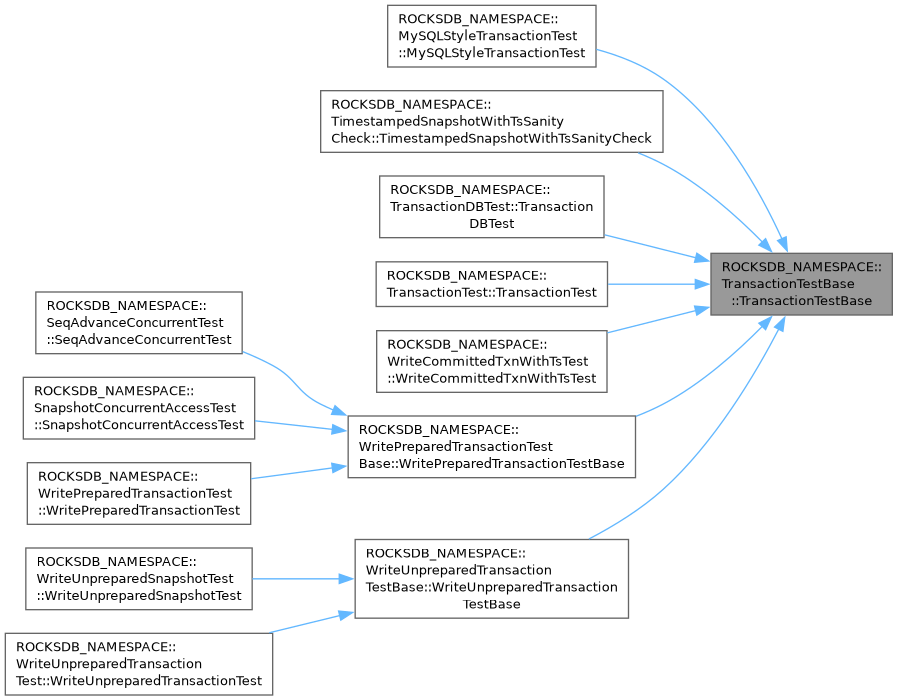 ROCKSDB_NAMESPACE::
MySQLStyleTransactionTest
::MySQLStyleTransactionTest
ROCKSDB_NAMESPACE::
TimestampedSnapshotWithTsSanity
Check::TimestampedSnapshotWithTsSanityCheck
ROCKSDB_NAMESPACE::
TransactionDBTest::Transaction
DBTest
ROCKSDB_NAMESPACE::
TransactionTestBase
::TransactionTestBase
ROCKSDB_NAMESPACE::
TransactionTest::TransactionTest
ROCKSDB_NAMESPACE::
SeqAdvanceConcurrentTest
::SeqAdvanceConcurrentTest
ROCKSDB_NAMESPACE::
WriteCommittedTxnWithTsTest
::WriteCommittedTxnWithTsTest
ROCKSDB_NAMESPACE::
SnapshotConcurrentAccessTest
::SnapshotConcurrentAccessTest
ROCKSDB_NAMESPACE::
WritePreparedTransactionTest
Base::WritePreparedTransactionTestBase
ROCKSDB_NAMESPACE::
WritePreparedTransactionTest
::WritePreparedTransactionTest
ROCKSDB_NAMESPACE::
WriteUnpreparedSnapshotTest
::WriteUnpreparedSnapshotTest
ROCKSDB_NAMESPACE::
WriteUnpreparedTransaction
TestBase::WriteUnpreparedTransaction
TestBase
ROCKSDB_NAMESPACE::
WriteUnpreparedTransaction
Test::WriteUnpreparedTransactionTest